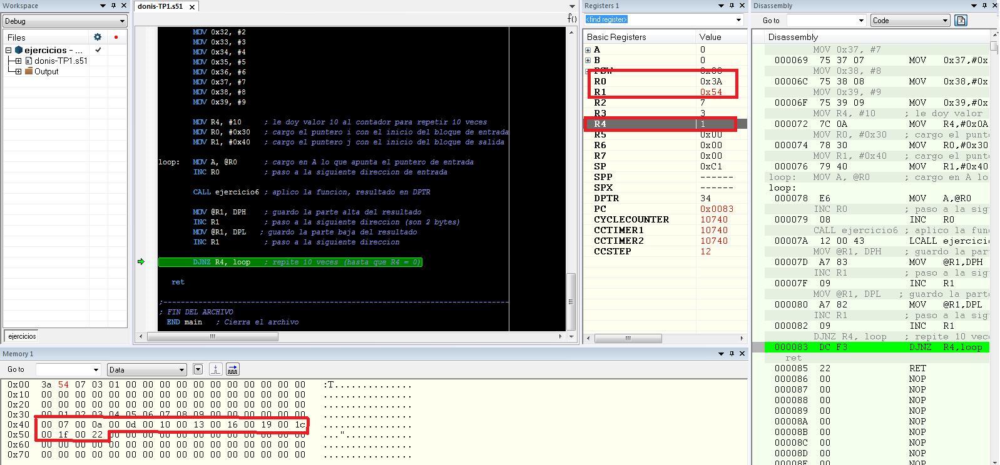 Workspace
Debug
Files
ejercicios - ...
donis-TP1.s51
Output
ejercicios
donis-TP1.s51
f()
MOV 0x32, #2
MOV 0x33, #3
MOV 0x34, #4
MOV 0x35, #5
MOV 0x36, #6
MOV 0x37, #7
MOV 0x38, #8
MOV 0x39, #9
MOV R4, #10 ; le doy valor 10 al contador para repetir 10 veces
MOV R0, #0x30 ; cargo el puntero i con el inicio del bloque de entrada
MOV R1, #0x40 ; cargo el puntero j con el inicio del bloque de salida
loop: MOV A, @R0 ; cargo en A lo que apunta el puntero de entrada
INC R0 ; paso a la siguiente direccion de entrada
CALL ejercicio6 ; aplico la funcion, resultado en DPTR
MOV @R1, DPH ; guardo la parte alta del resultado
INC R1 ; paso a la siguiente direccion (son 2 bytes)
MOV @R1, DPL ; guardo la parte baja del resultado
INC R1 ; paso a la siguiente direccion
DJNZ R4, loop ; repite 10 veces (hasta que R4 = 0)
ret
; FIN DEL ARCHIVO
END main ; Cierra el archivo
Registers 1
<find register>
Basic Registers Value
A 0
B 0
PSW 0x00
R0 0x3A
R1 0x54
R2 7
R3 3
R4 1
R5 0x00
R6 0x00
R7 0x00
SP 0xC1
SPP ------
SPX ------
DPTR 34
PC 0x0083
CYCLECOUNTER 10740
CCTIMER1 10740
CCTIMER2 10740
CCSTEP 12
Disassembly
Go to Code
Disassembly
MOV 0x37, #7
000069 75 37 07 MOV 0x37,#0x
MOV 0x38, #8
00006C 75 38 08 MOV 0x38,#0x
MOV 0x39, #9
00006F 75 39 09 MOV 0x39,#0x
MOV R4, #10 ; le doy valor
000072 7C 0A MOV R4,#0x0A
MOV R0, #0x30 ; cargo el punt
000074 78 30 MOV R0,#0x30
MOV R1, #0x40 ; cargo el punt
000076 79 40 MOV R1,#0x40
loop: MOV A, @R0 ; cargo en A lo
loop:
000078 E6 MOV A,@R0
INC R0 ; paso a la sig
000079 08 INC R0
CALL ejercicio6 ; aplico la fun
00007A 12 00 43 LCALL ejercicio
MOV @R1, DPH ; guardo la part
00007D A7 83 MOV @R1,DPH
INC R1 ; paso a la sig
00007F 09 INC R1
MOV @R1, DPL ; guardo la parte
000080 A7 82 MOV @R1,DPL
INC R1 ; paso a la sig
000082 09 INC R1
DJNZ R4, loop ; repite 10 vec
000083 DC F3 DJNZ R4,loop
ret
000085 22 RET
000086 00 NOP
000087 00 NOP
000088 00 NOP
000089 00 NOP
00008A 00 NOP
00008B 00 NOP
00008C 00 NOP
00008D 00 NOP
00008E 00 NOP
Memory 1
Go to Data
0x00 3a 54 07 03 01 00 00 00 00 00 00 00 00 00 00 00 :T..............
0x10 00 00 00 00 00 00 00 00 00 00 00 00 00 00 00 00 ................
0x20 00 00 00 00 00 00 00 00 00 00 00 00 00 00 00 00 ................
0x30 00 01 02 03 04 05 06 07 08 09 00 00 00 00 00 00 ................
0x40 00 07 00 0a 00 0d 00 10 00 13 00 16 00 19 00 1c ................
0x50 00 1f 00 22 00 00 00 00 00 00 00 00 00 00 00 00 ..."............
0x60 00 00 00 00 00 00 00 00 00 00 00 00 00 00 00 00 ................
0x70 00 00 00 00 00 00 00 00 00 00 00 00 00 00 00 00 ................